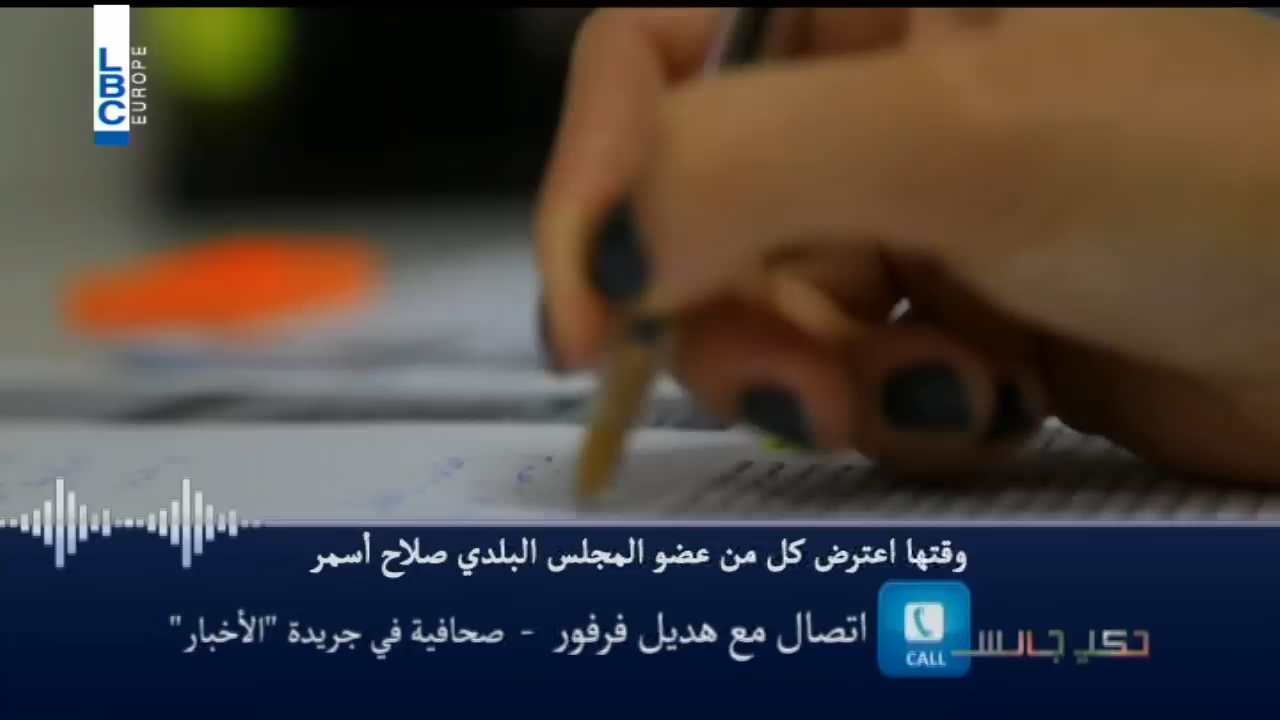 LBC
EUROPE
وقتها اعترض كل من عضو المجلس البلدي صلاح أسمر
اتصال مع هديل فرفور - صحافية في جريدة "الأخبار"
CALL
حكي جالس